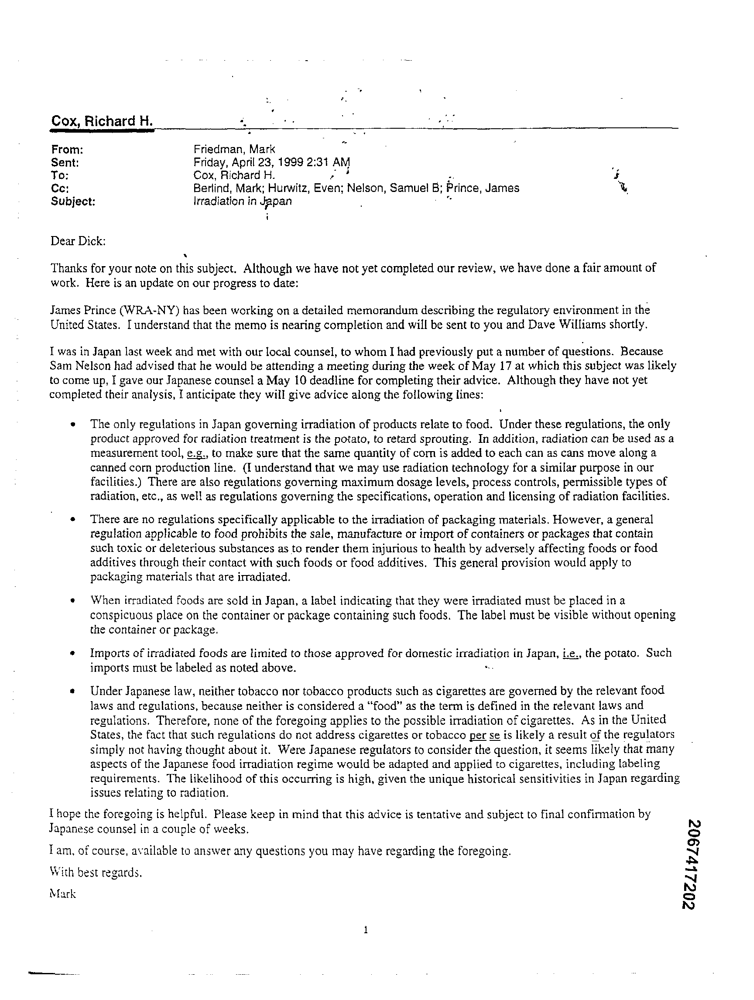 Cox, Richard H.
From: Friedman, Mark
Sent: Friday, April 23, 1999 2:31 AM
To: Cox, Richard H.
Cc: Berlind, Mark; Hurwitz, Even; Nelson, Samuel B; Prince, James
Subject: Irradiation in Japan
Dear Dick:
Thanks for your note on this subject. Although we have not yet completed our review, we have done a fair amount of
work. Here is an update on our progress to date:
James Prince (WRA-NY) has been working on a detailed memorandum describing the regulatory environment in the
United States. I understand that the memo is nearing completion and will be sent to you and Dave Williams shortly.
I was in Japan last week and met with our local counsel, to whom I had previously put a number of questions. Because
Sam Nelson had advised that he would be attending a meeting during the week of May 17 at which this subject was likely
to come up, I gave our Japanese counsel a May 10 deadline for completing their advice. Although they have not yet
completed their analysis, I anticipate they will give advice along the following lines:
• The only regulations in Japan governing irradiation of products relate to food. Under these regulations, the only
product approved for radiation treatment is the potato, to retard sprouting. In addition, radiation can be used as a
measurement tool, e.g., to make sure that the same quantity of corn is added to each can as cans move along a
canned corn production line. (I understand that we may use radiation technology for a similar purpose in our
facilities.) There are also regulations governing maximum dosage levels, process controls, permissible types of
radiation, etc., as well as regulations governing the specifications, operation and licensing of radiation facilities.
• There are no regulations specifically applicable to the irradiation of packaging materials. However, a general
regulation applicable to food prohibits the sale, manufacture or import of containers or packages that contain
such toxic or deleterious substances as to render them injurious to health by adversely affecting foods or food
additives through their contact with such foods or food additives. This general provision would apply to
packaging materials that are irradiated.
• When irradiated foods are sold in Japan, a label indicating that they were irradiated must be placed in a
conspicuous place on the container or package containing such foods. The label must be visible without opening
the container or package.
• Imports of irradiated foods are limited to those approved for domestic irradiation in Japan, i.e., the potato. Such
imports must be labeled as noted above.
• Under Japanese law, neither tobacco nor tobacco products such as cigarettes are governed by the relevant food
laws and regulations, because neither is considered a "food" as the term is defined in the relevant laws and
regulations. Therefore, none of the foregoing applies to the possible irradiation of cigarettes. As in the United
States, the fact that such regulations do not address cigarettes or tobacco per se is likely a result of the regulators
simply not having thought about it. Were Japanese regulators to consider the question, it seems likely that many
aspects of the Japanese food irradiation regime would be adapted and applied to cigarettes, including labeling
requirements. The likelihood of this occurring is high, given the unique historical sensitivities in Japan regarding
issues relating to radiation.
I hope the foregoing is helpful. Please keep in mind that this advice is tentative and subject to final confirmation by
Japanese counsel in a couple of weeks.
I am, of course, available to answer any questions you may have regarding the foregoing.
With best regards,
Mark
2067417202
1